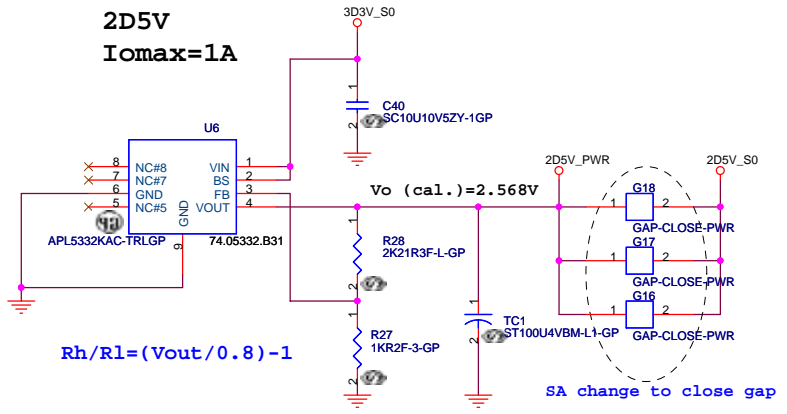 2D5V
Iomax=1A
3D3V_S0
1
C40
SC10U10V5ZY-1GP
2
U6
8 NC#8 VIN 1
7 NC#7 BS 2
6 GND FB 3
5 NC#5 VOUT 4
GND
9
APL5332KAC-TRLGP
74.05332.B31
Vo (cal.)=2.568V
2D5V_PWR
2D5V_S0
G18
1 2
GAP-CLOSE-PWR
G17
1 2
GAP-CLOSE-PWR
G16
1 2
GAP-CLOSE-PWR
1
R28
2K21R3F-L-GP
2
1
R27
1KR2F-3-GP
2
1
TC1
ST100U4VBM-L1-GP
2
Rh/Rl=(Vout/0.8)-1
SA change to close gap